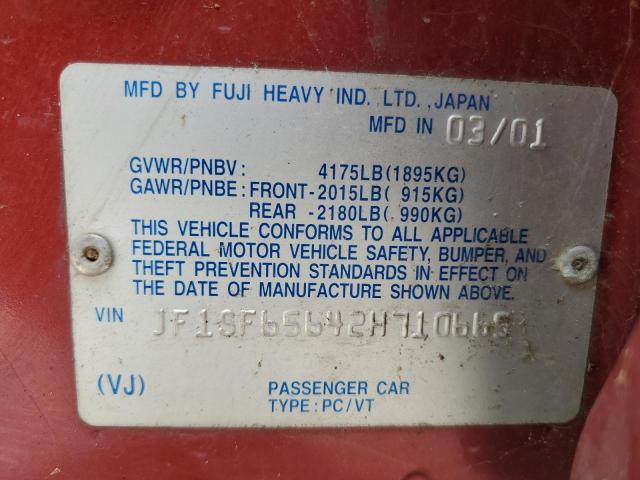 MFD BY FUJI HEAVY IND. LTD., JAPAN
MFD IN 03/01
GVWR/PNBV: 4175LB(1895KG)
GAWR/PNBE: FRONT-2015LB( 915KG)
REAR -2180LB( 990KG)
THIS VEHICLE CONFORMS TO ALL APPLICABLE
FEDERAL MOTOR VEHICLE SAFETY, BUMPER, AND
THEFT PREVENTION STANDARDS IN EFFECT ON
THE DATE OF MANUFACTURE SHOWN ABOVE.
VIN
(VJ) PASSENGER CAR
TYPE: PC/VT